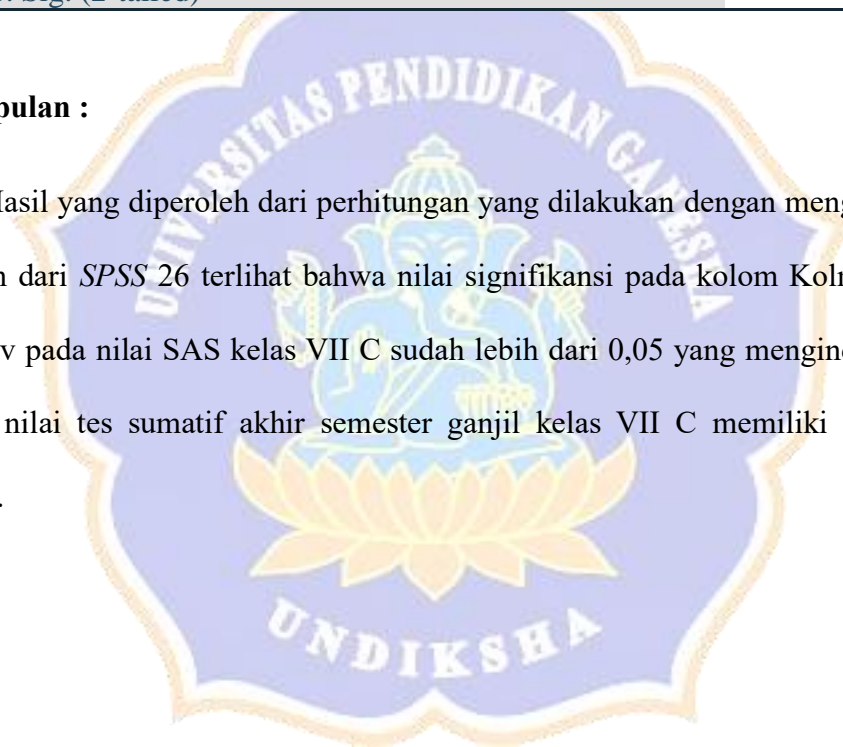 Sig. (2-tailed)
UNIVERSITAS PENDIDIKAN GANESHA
pulan :
asil yang diperoleh dari perhitungan yang dilakukan dengan meng
dari SPSS 26 terlihat bahwa nilai signifikansi pada kolom Koln
v pada nilai SAS kelas VII C sudah lebih dari 0,05 yang mengin
nilai tes sumatif akhir semester ganjil kelas VII C memiliki
.
UNDIKSHA